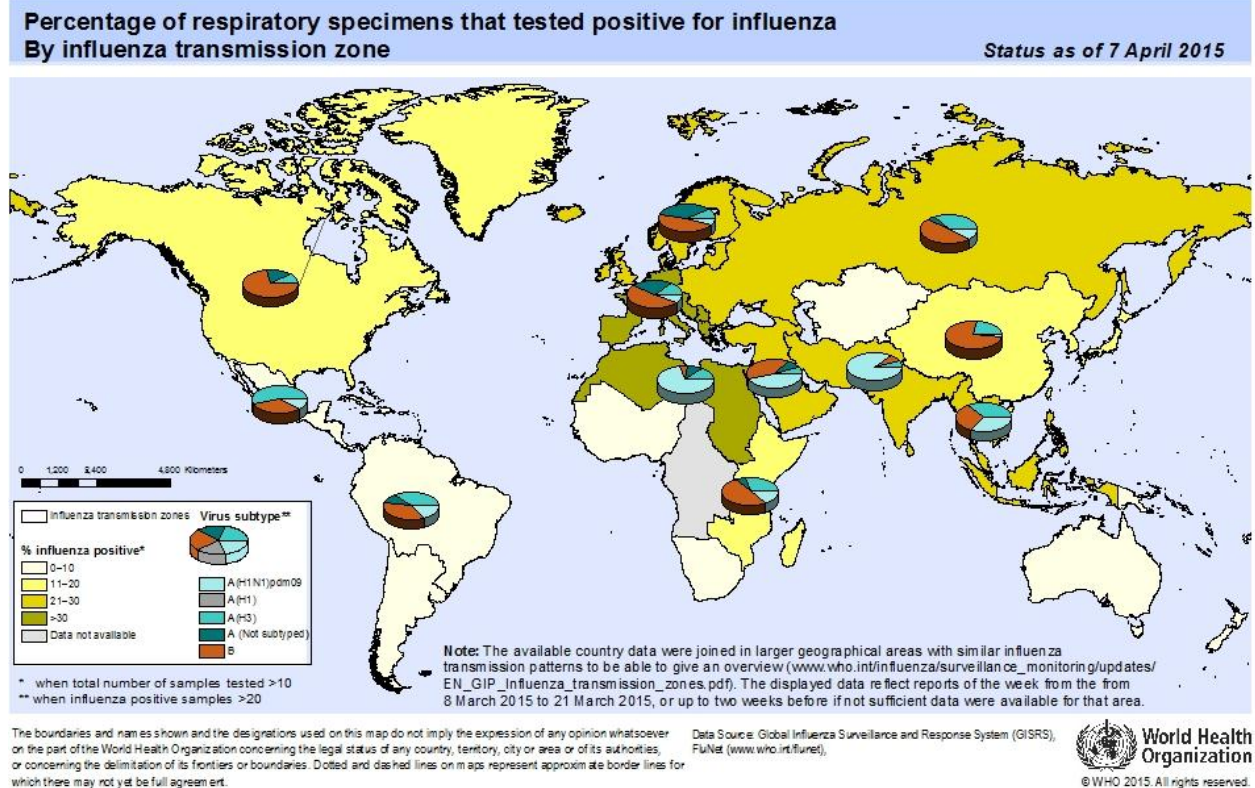 Percentage of respiratory specimens that tested positive for influenza
By influenza transmission zone
Status as of 7 April 2015
0 1,200 2,400 4,800 Kilometers
Influenza transmission zones
Virus subtype**
% influenza positive*
0–10
11–20
21–30
>30
Data not available
A(H1N1)pdm09
A(H1)
A(H3)
A (Not subtyped)
B
* when total number of samples tested >10
** when influenza positive samples >20
Note: The available country data were joined in larger geographical areas with similar influenza
transmission patterns to be able to give an overview (www.who.int/influenza/surveillance_monitoring/updates/
EN_GIP_Influenza_transmission_zones.pdf). The displayed data reflect reports of the week from the from
8 March 2015 to 21 March 2015, or up to two weeks before if not sufficient data were available for that area.
The boundaries and names shown and the designations used on this map do not imply the expression of any opinion whatsoever
on the part of the World Health Organization concerning the legal status of any country, territory, city or area or of its authorities,
or concerning the delimitation of its frontiers or boundaries. Dotted and dashed lines on maps represent approximate border lines for
which there may not yet be full agreement.
Data Source: Global Influenza Surveillance and Response System (GISRS),
FluNet (www.who.int/flunet),
World Health
Organization
© WHO 2015. All rights reserved.